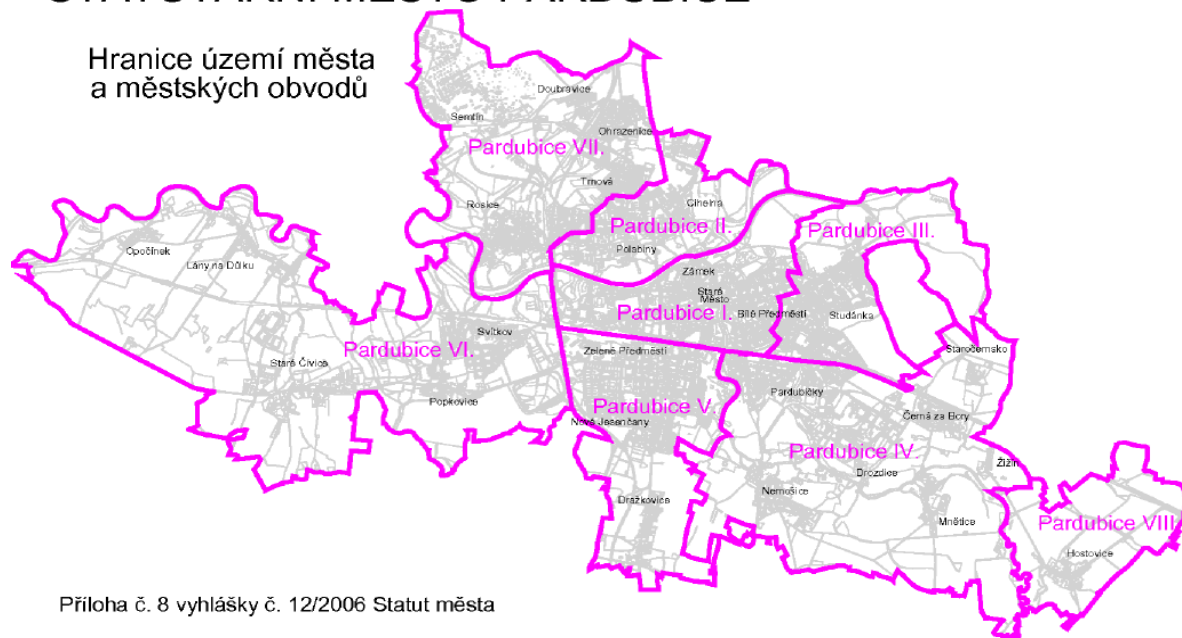 STATUTÁRNÍ MĚSTO PARDUBICE
Hranice území města
a městských obvodů
Doubravice
Semtín
Ohrazenice
Pardubice VII.
Trnová
Rosice
Cihelna
Pardubice II.
Pardubice III.
Polabiny
Opočínek
Lány na Důlku
Zámek
Staré
Město
Pardubice I.
Bílé Předměstí
Studánka
Svítkov
Pardubice VI.
Zelené Předměstí
Staročernsko
Staré Čívice
Pardubičky
Popkovice
Pardubice V.
Černá za Bory
Nové Jesenčany
Pardubice IV.
Žižín
Drozdice
Nemošice
Dražkovice
Mnětice
Pardubice VIII.
Hostovice
Příloha č. 8 vyhlášky č. 12/2006 Statut města